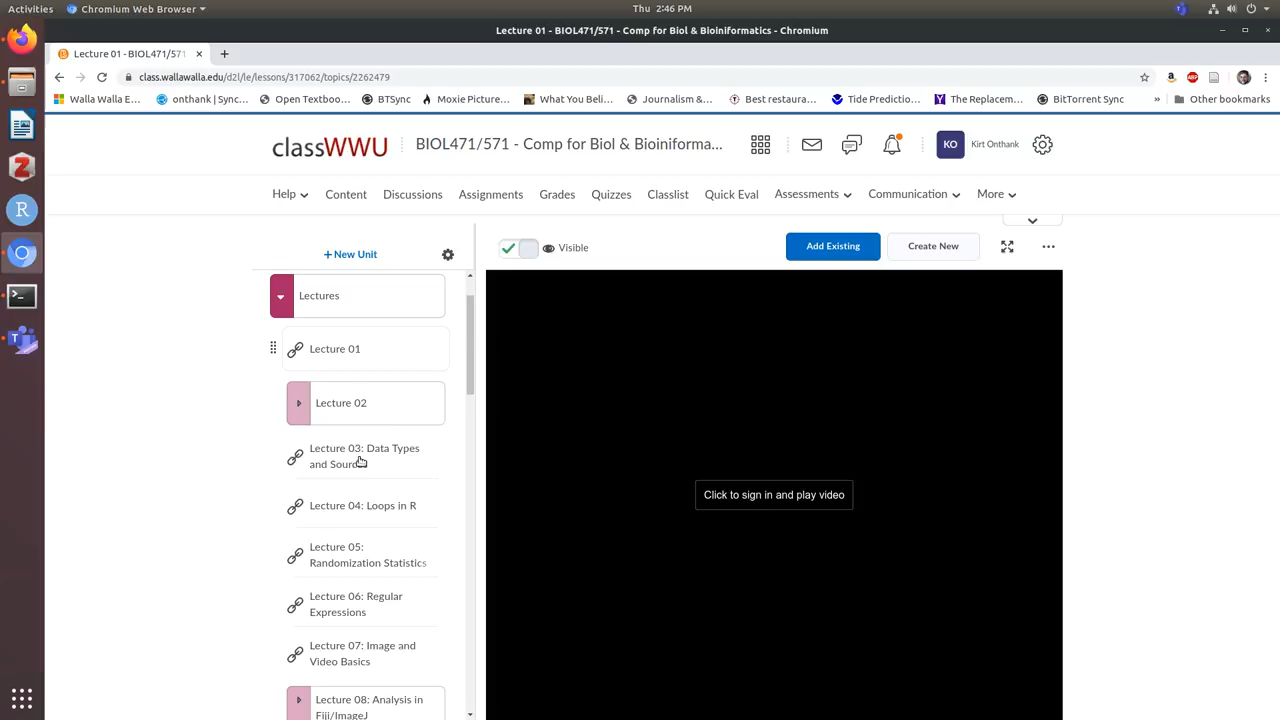 Activities
Chromium Web Browser
Thu 2:46 PM
Lecture 01 - BIOL471/571 - Comp for Biol & Bioinformatics - Chromium
Lecture 01 - BIOL471/571
class.wallawalla.edu/d2l/le/lessons/317062/topics/2262479
Walla Walla E...
onthank | Sync...
Open Textboo...
BTSync
Moxie Picture...
What You Beli...
Journalism &...
Best restaura...
Tide Predictio...
The Replacem...
BitTorrent Sync
»
Other bookmarks
classWWU
BIOL471/571 - Comp for Biol & Bioiniforma...
KO
Kirt Onthank
Help
Content
Discussions
Assignments
Grades
Quizzes
Classlist
Quick Eval
Assessments
Communication
More
+ New Unit
Visible
Add Existing
Create New
Lectures
Lecture 01
Lecture 02
Lecture 03: Data Types
and Sour
Lecture 04: Loops in R
Lecture 05:
Randomization Statistics
Lecture 06: Regular
Expressions
Lecture 07: Image and
Video Basics
Lecture 08: Analysis in
Fiji/ImageJ
Click to sign in and play video